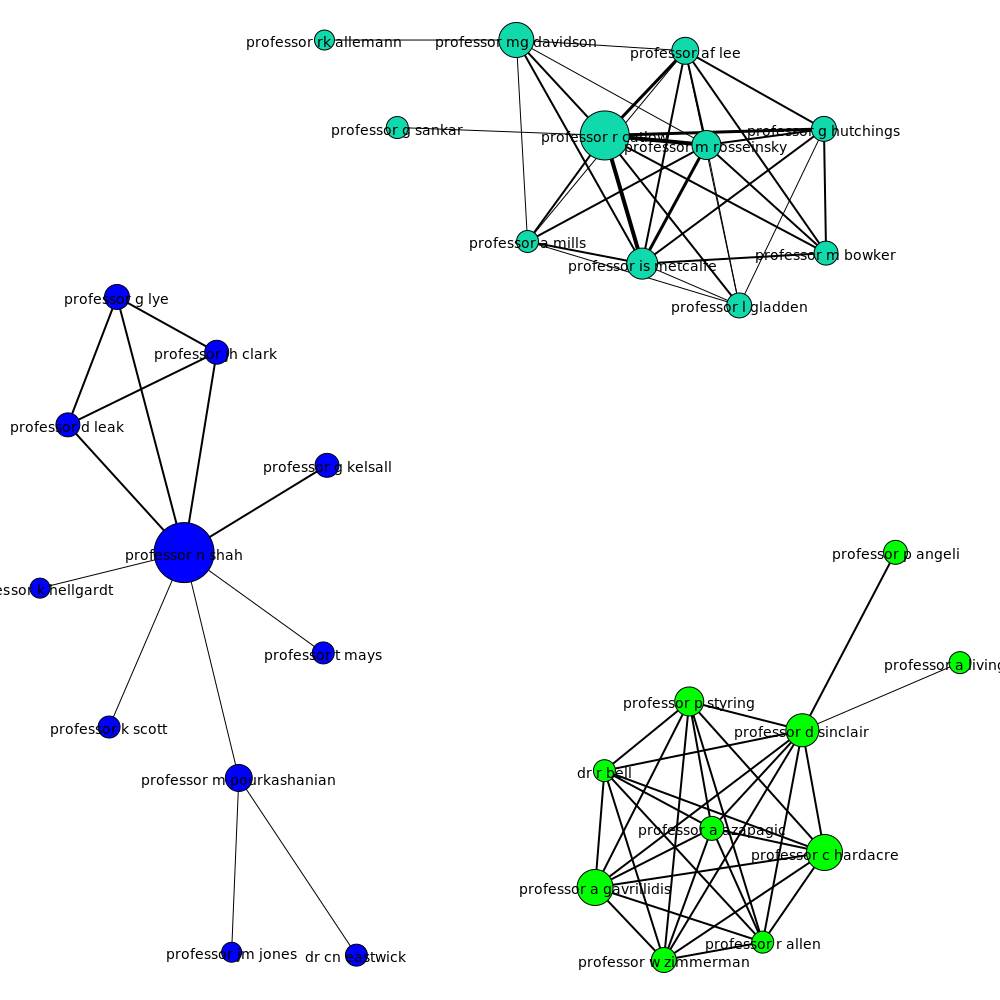 professor rk allemann
professor mg davidson
professor af lee
professor g sankar
professor r catlow
professor m rosseinsky
professor g hutchings
professor a mills
professor is metcalfe
professor m bowker
professor l gladden
professor g lye
professor jh clark
professor d leak
professor g kelsall
professor n shah
essor k hellgardt
professor t mays
professor k scott
professor m pourkashanian
professor jm jones
dr cn eastwick
professor p angeli
professor a living
professor p styring
professor d sinclair
dr r bell
professor a azapagic
professor c hardacre
professor a gavriilidis
professor r allen
professor w zimmerman